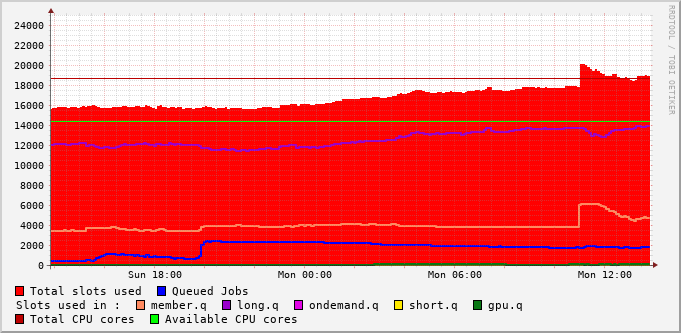 24000
22000
20000
18000
16000
14000
12000
10000
8000
6000
4000
2000
0
Sun 18:00 Mon 00:00 Mon 06:00 Mon 12:00
RRDTOOL / TOBI OETIKER
Total slots used Queued Jobs
Slots used in : member.q long.q ondemand.q short.q gpu.q
Total CPU cores Available CPU cores